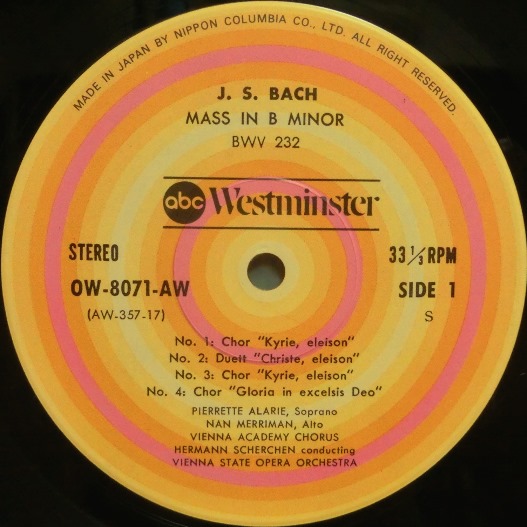 MADE IN JAPAN BY NIPPON COLUMBIA CO., LTD. ALL RIGHT RESERVED.
J. S. BACH
MASS IN B MINOR
BWV 232
abc Westminster
STEREO
33 1/3 RPM
OW-8071-AW
SIDE 1
(AW-357-17)
S
No. 1: Chor "Kyrie, eleison"
No. 2: Duett "Christe, eleison"
No. 3: Chor "Kyrie, eleison"
No. 4: Chor "Gloria in excelsis Deo"
PIERRETTE ALARIE, Soprano
NAN MERRIMAN, Alto
VIENNA ACADEMY CHORUS
HERMANN SCHERCHEN conducting
VIENNA STATE OPERA ORCHESTRA